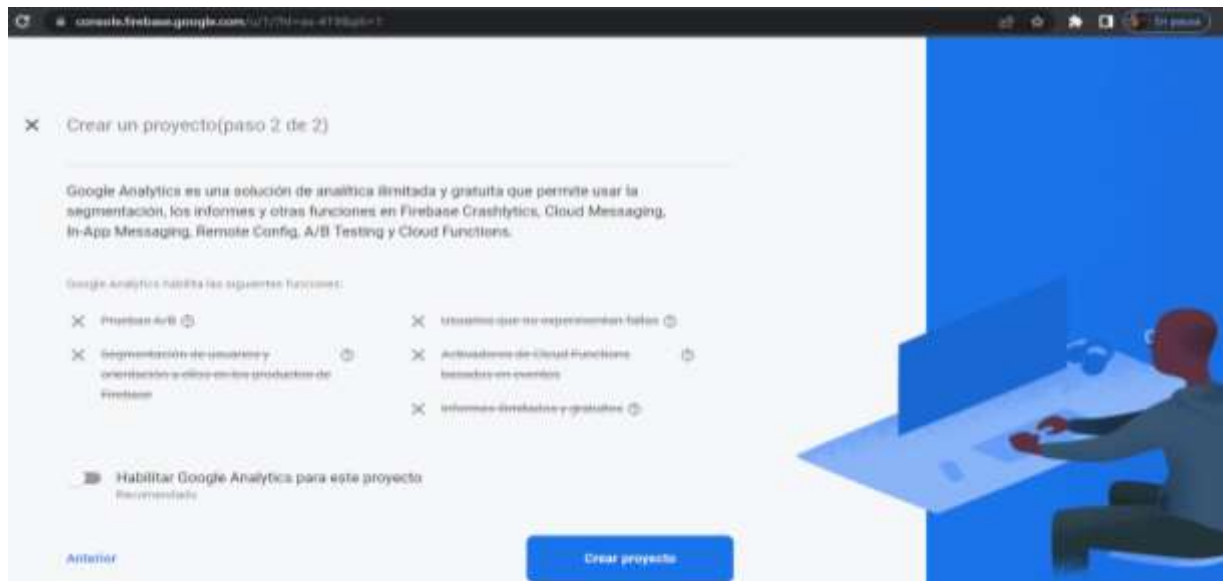 console.firebase.google.com
En pausa
Crear un proyecto(paso 2 de 2)
Google Analytics es una solución de analítica ilimitada y gratuita que permite usar la
segmentación, los informes y otras funciones en Firebase Crashlytics, Cloud Messaging,
In-App Messaging, Remote Config, A/B Testing y Cloud Functions.
Google Analytics habilita las siguientes funciones:
Pruebas A/B
Usuarios que no experimentan fallas
Segmentación de usuarios y
orientación a ellos en los productos de
Firebase
Activadores de Cloud Functions
basados en eventos
Informes ilimitados y gratuitos
Habilitar Google Analytics para este proyecto
Recomendado
Anterior
Crear proyecto